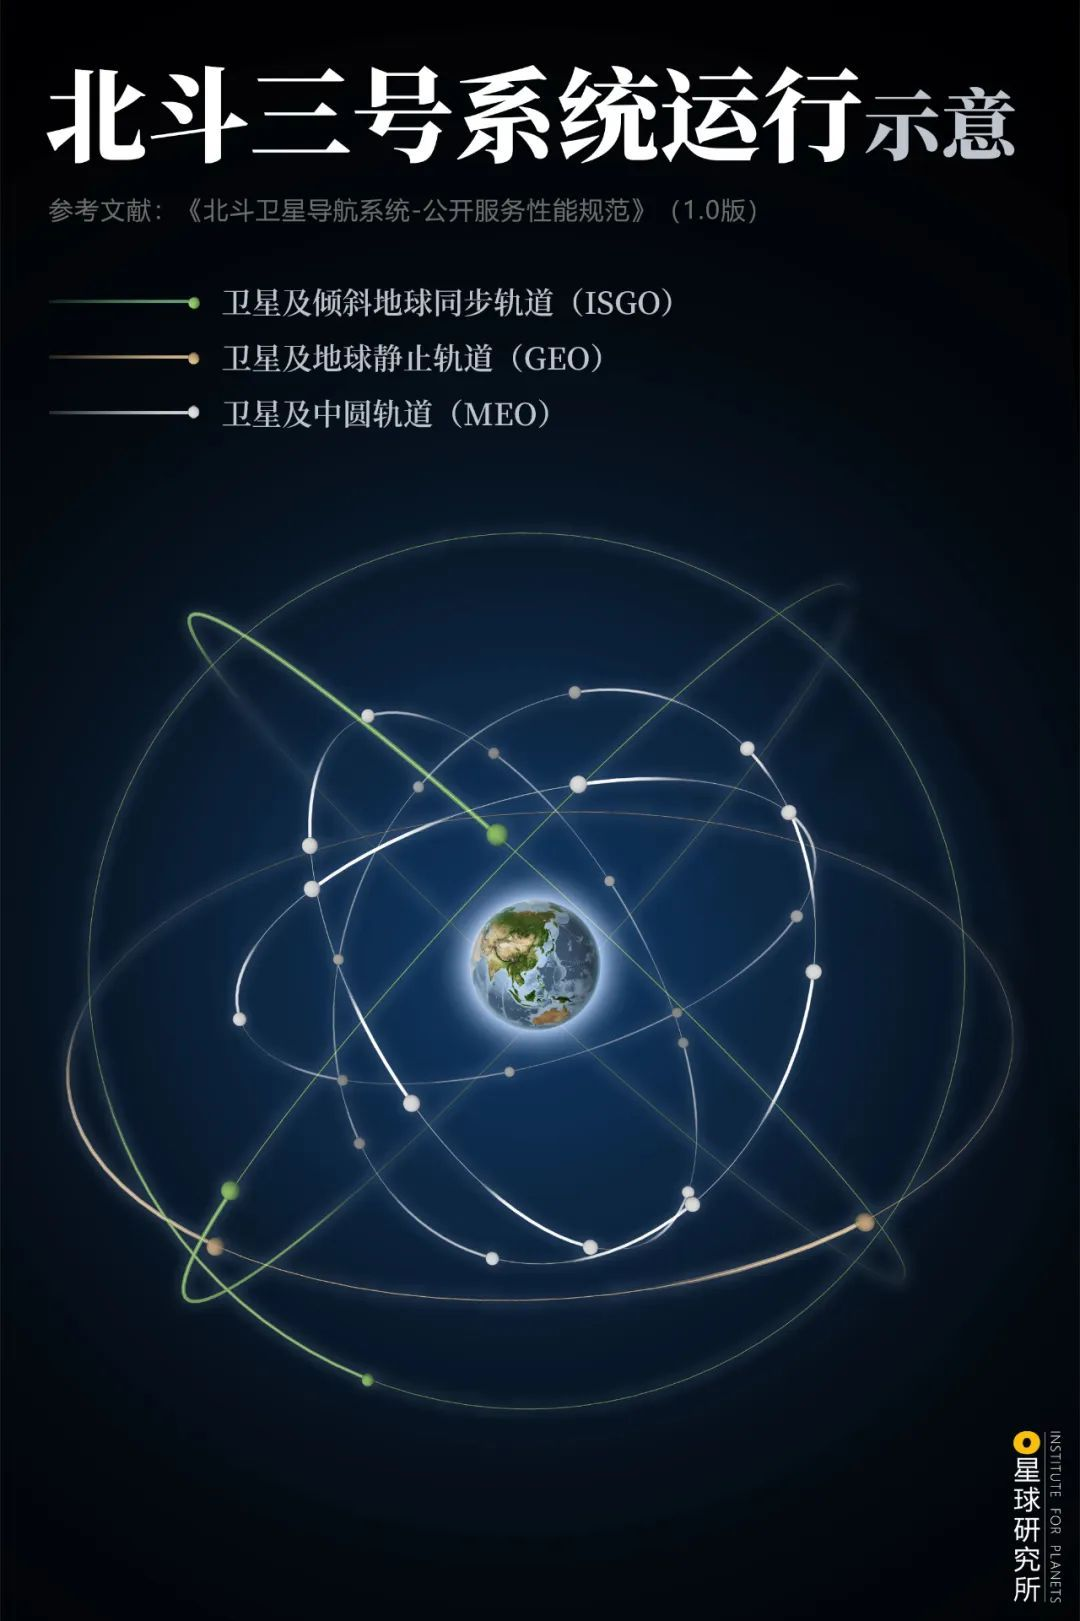 北斗三号系统运行示意
参考文献：《北斗卫星导航系统-公开服务性能规范》（1.0版）
卫星及倾斜地球同步轨道（ISGO）
卫星及地球静止轨道（GEO）
卫星及中圆轨道（MEO）
星球研究所
INSTITUTE FOR PLANETS